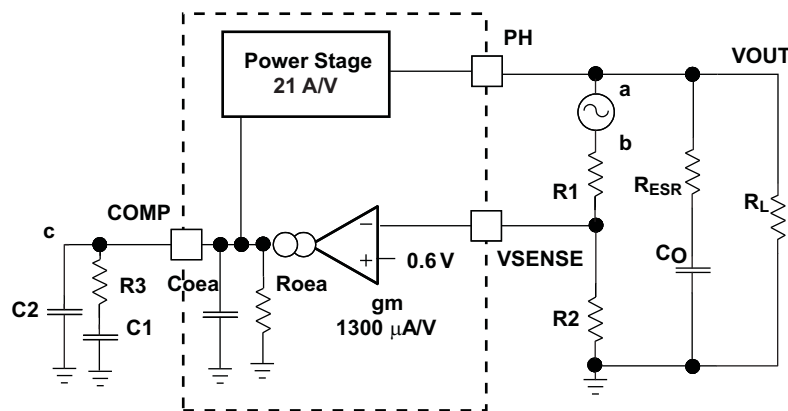 PH
Power Stage
21 A/V
VOUT
a
b
R1
RESR
RL
COMP
c
0.6 V
VSENSE
CO
R3
Coea
Roea
gm
1300 μA/V
C2
C1
R2
−
+